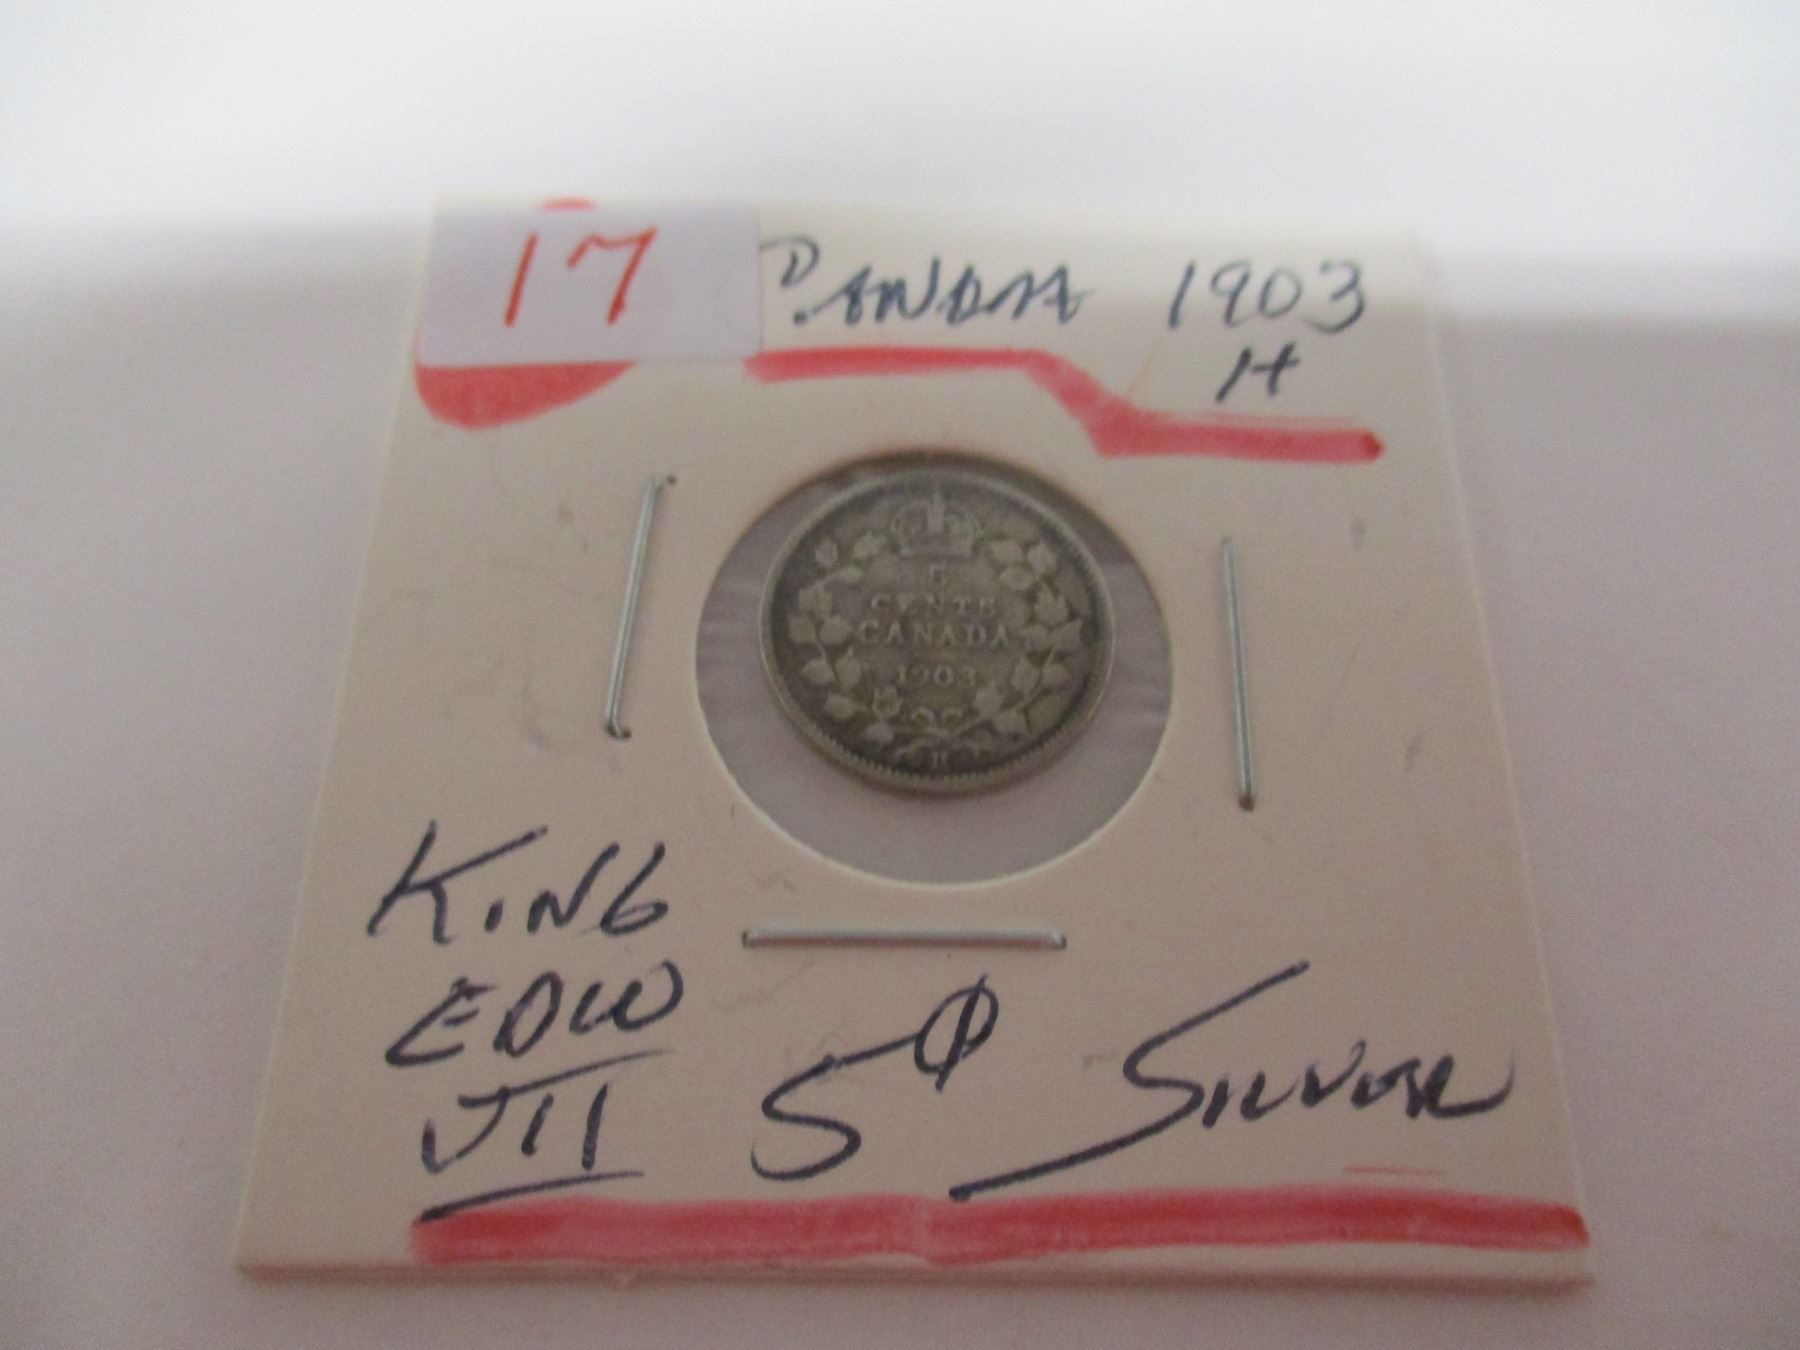 17
CANADA 1903
H
5
CENTS
CANADA
1903
H
KING
EDW
VII
5¢ SILVER